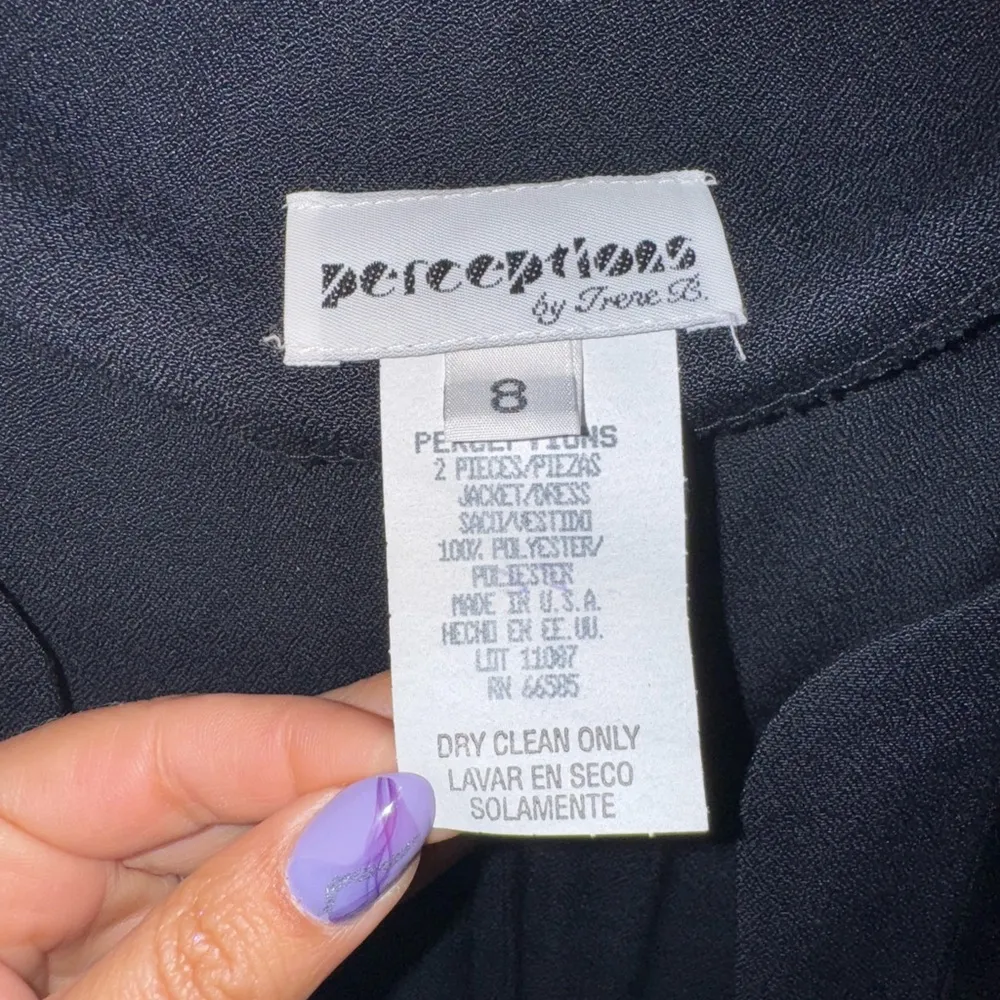 perceptions
by Irene B.
8
PERCEPTIONS
2 PIECES/PIEZAS
JACKET/DRESS
SACO/VESTIDO
100% POLYESTER/
POLIESTER
MADE IN U.S.A.
HECHO EN EE.UU.
LOT 11087
RN 66585
DRY CLEAN ONLY
LAVAR EN SECO
SOLAMENTE